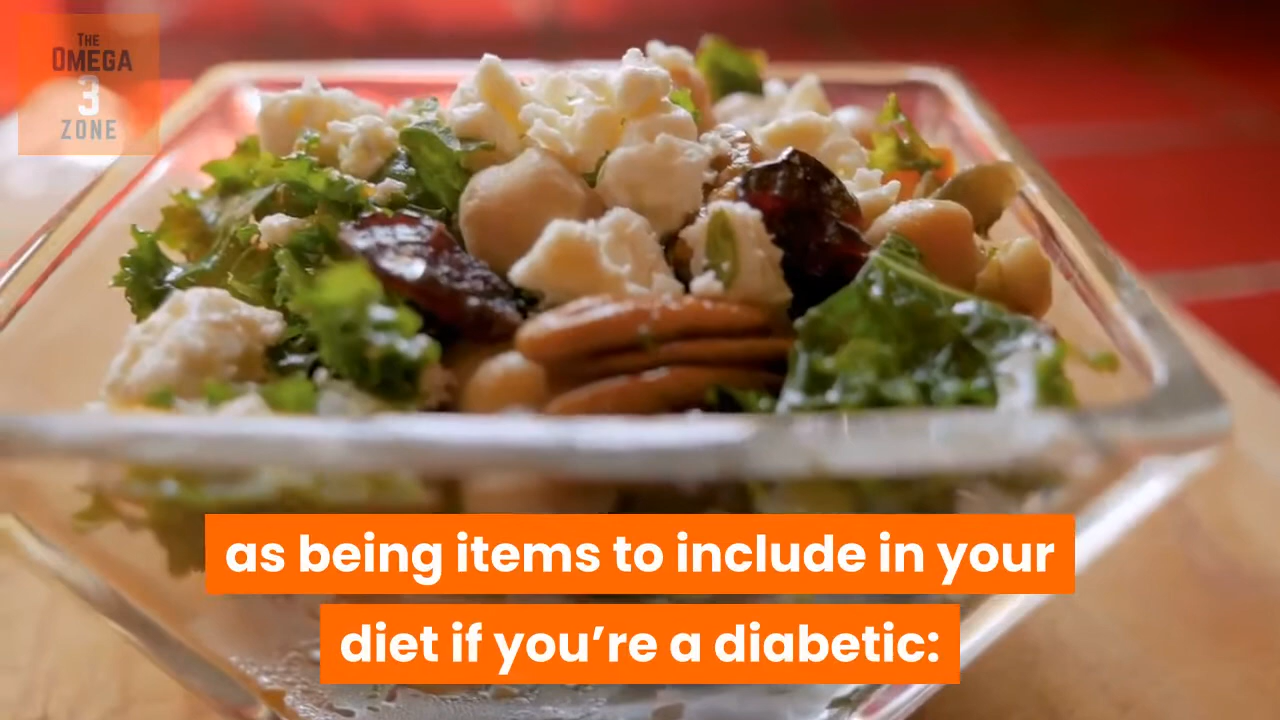 THE
OMEGA
3
ZONE
as being items to include in your
diet if you’re a diabetic: